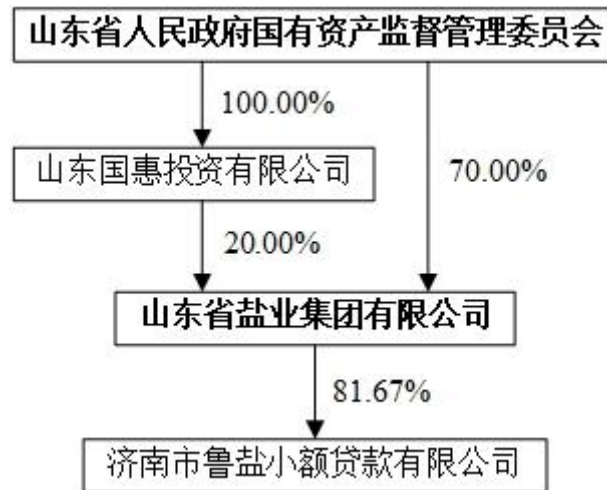 山东省人民政府国有资产监督管理委员会
100.00%
山东国惠投资有限公司
70.00%
20.00%
山东省盐业集团有限公司
81.67%
济南市鲁盐小额贷款有限公司